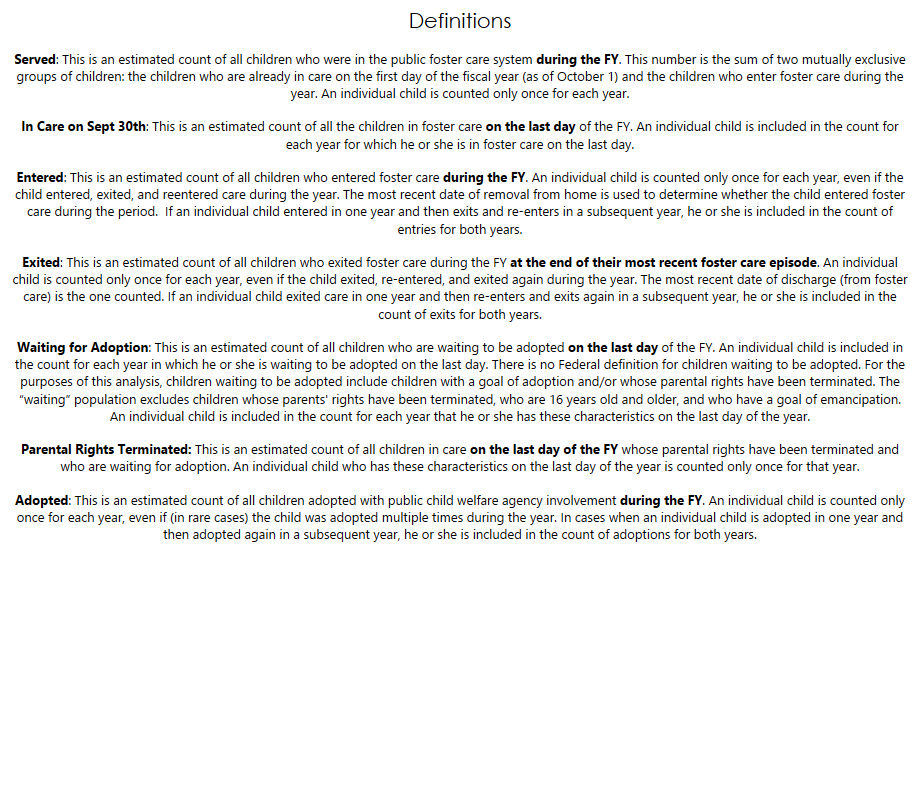 Definitions
Served: This is an estimated count of all children who were in the public foster care system during the FY. This number is the sum of two mutually exclusive
groups of children: the children who are already in care on the first day of the fiscal year (as of October 1) and the children who enter foster care during the
year. An individual child is counted only once for each year.
In Care on Sept 30th: This is an estimated count of all the children in foster care on the last day of the FY. An individual child is included in the count for
each year for which he or she is in foster care on the last day.
Entered: This is an estimated count of all children who entered foster care during the FY. An individual child is counted only once for each year, even if the
child entered, exited, and reentered care during the year. The most recent date of removal from home is used to determine whether the child entered foster
care during the period.  If an individual child entered in one year and then exits and re-enters in a subsequent year, he or she is included in the count of
entries for both years.
Exited: This is an estimated count of all children who exited foster care during the FY at the end of their most recent foster care episode. An individual
child is counted only once for each year, even if the child exited, re-entered, and exited again during the year. The most recent date of discharge (from foster
care) is the one counted. If an individual child exited care in one year and then re-enters and exits again in a subsequent year, he or she is included in the
count of exits for both years.
Waiting for Adoption: This is an estimated count of all children who are waiting to be adopted on the last day of the FY. An individual child is included in
the count for each year in which he or she is waiting to be adopted on the last day. There is no Federal definition for children waiting to be adopted. For the
purposes of this analysis, children waiting to be adopted include children with a goal of adoption and/or whose parental rights have been terminated. The
"waiting" population excludes children whose parents' rights have been terminated, who are 16 years old and older, and who have a goal of emancipation.
An individual child is included in the count for each year that he or she has these characteristics on the last day of the year.
Parental Rights Terminated: This is an estimated count of all children in care on the last day of the FY whose parental rights have been terminated and
who are waiting for adoption. An individual child who has these characteristics on the last day of the year is counted only once for that year.
Adopted: This is an estimated count of all children adopted with public child welfare agency involvement during the FY. An individual child is counted only
once for each year, even if (in rare cases) the child was adopted multiple times during the year. In cases when an individual child is adopted in one year and
then adopted again in a subsequent year, he or she is included in the count of adoptions for both years.